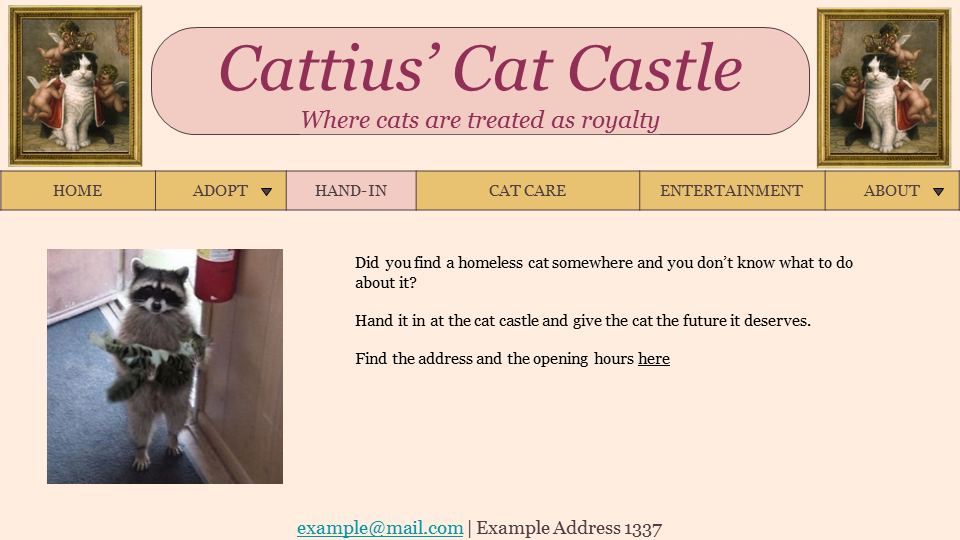 Cattius’ Cat Castle
Where cats are treated as royalty
HOME
ADOPT
HAND-IN
CAT CARE
ENTERTAINMENT
ABOUT
Did you find a homeless cat somewhere and you don’t know what to do
about it?
Hand it in at the cat castle and give the cat the future it deserves.
Find the address and the opening hours here
example@mail.com | Example Address 1337